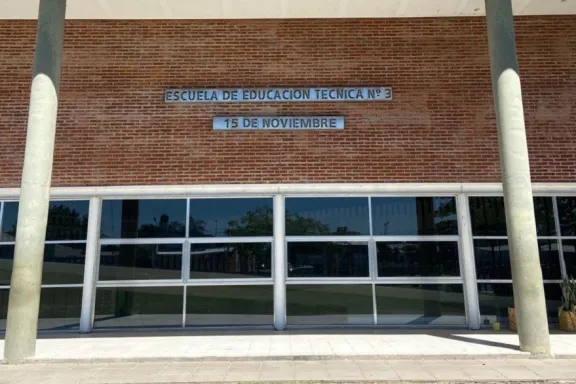 ESCUELA DE EDUCACION TECNICA Nº 3
15 DE NOVIEMBRE